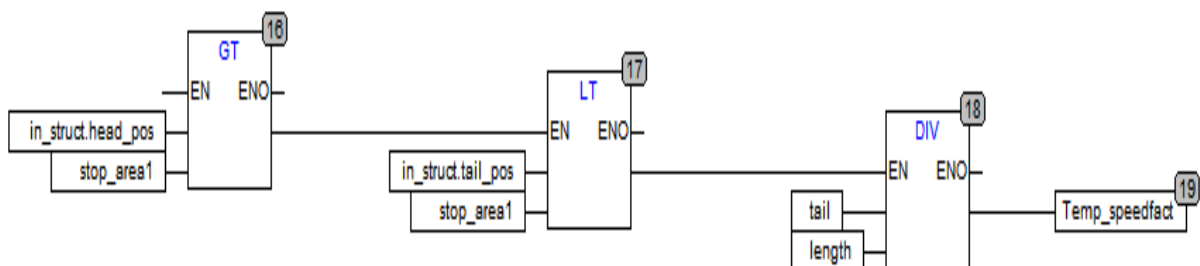 16
GT
EN ENO
in_struct.head_pos
stop_area1
17
LT
EN ENO
in_struct.tail_pos
stop_area1
18
DIV
EN ENO
tail
length
19
Temp_speedfact